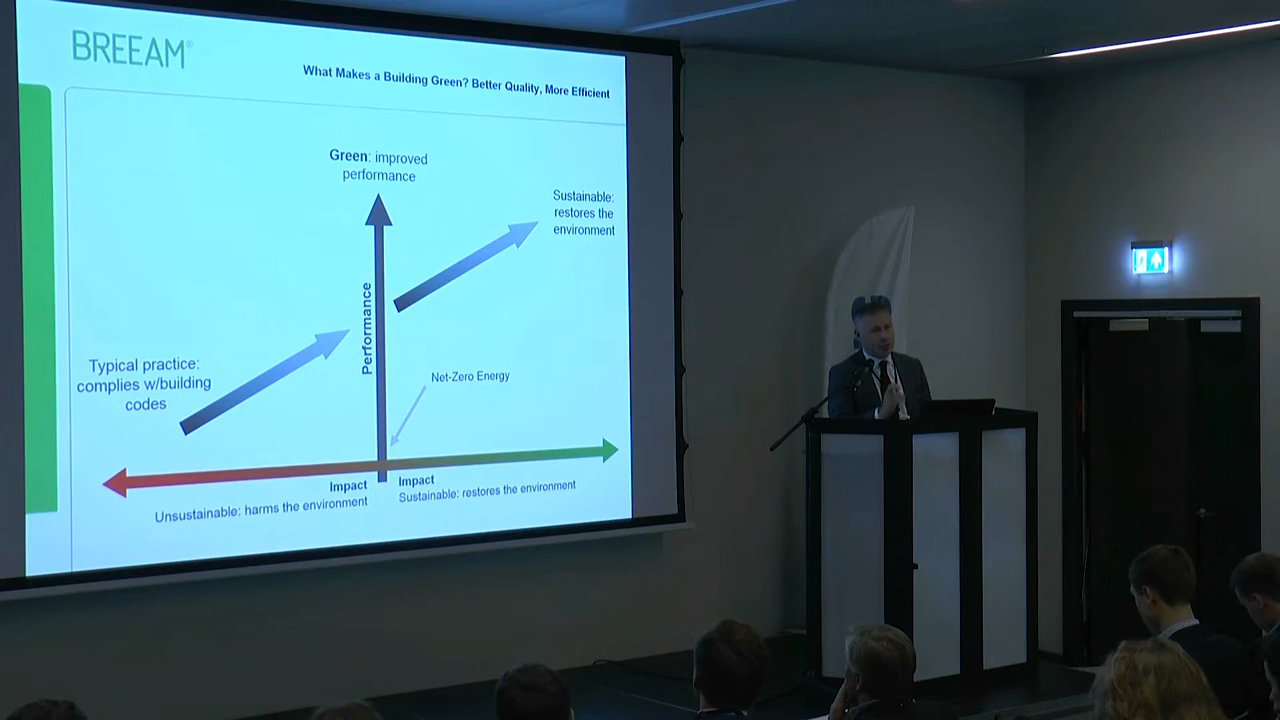 BREEAM®
What Makes a Building Green? Better Quality, More Efficient
Green: improved
performance
Sustainable:
restores the
environment
Performance
Typical practice:
complies w/building
codes
Net-Zero Energy
Impact
Unsustainable: harms the environment
Impact
Sustainable: restores the environment